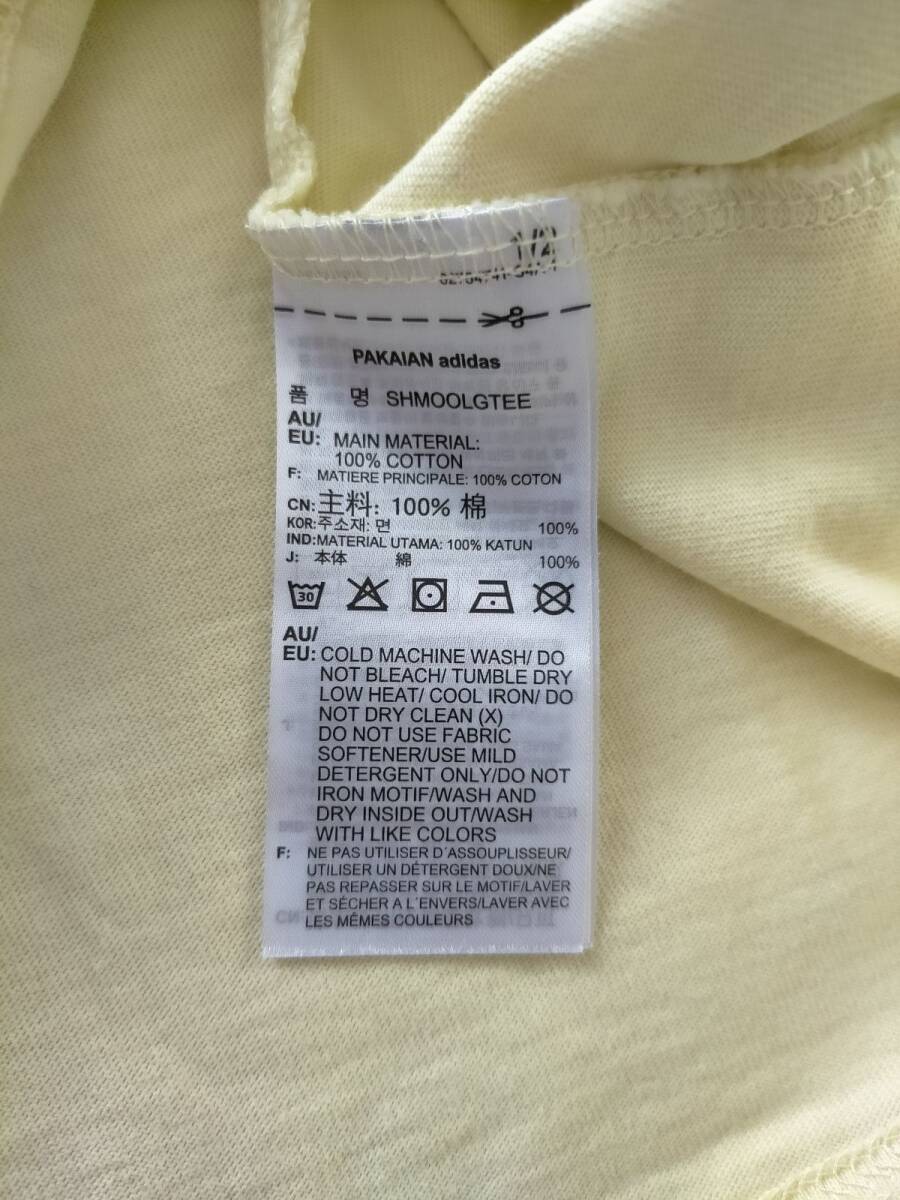 1/2
PAKAIAN adidas
품 명 SHMOOLGTEE
AU/
EU: MAIN MATERIAL:
100% COTTON
F: MATIERE PRINCIPALE: 100% COTON
CN: 主料: 100% 棉
KOR:주소재: 면 100%
IND:MATERIAL UTAMA: 100% KATUN
J: 本体 綿 100%
30
AU/
EU: COLD MACHINE WASH/ DO
NOT BLEACH/ TUMBLE DRY
LOW HEAT/ COOL IRON/ DO
NOT DRY CLEAN (X)
DO NOT USE FABRIC
SOFTENER/USE MILD
DETERGENT ONLY/DO NOT
IRON MOTIF/WASH AND
DRY INSIDE OUT/WASH
WITH LIKE COLORS
F: NE PAS UTILISER D´ASSOUPLISSEUR/
UTILISER UN DÉTERGENT DOUX/NE
PAS REPASSER SUR LE MOTIF/LAVER
ET SÉCHER A L´ENVERS/LAVER AVEC
LES MÊMES COULEURS